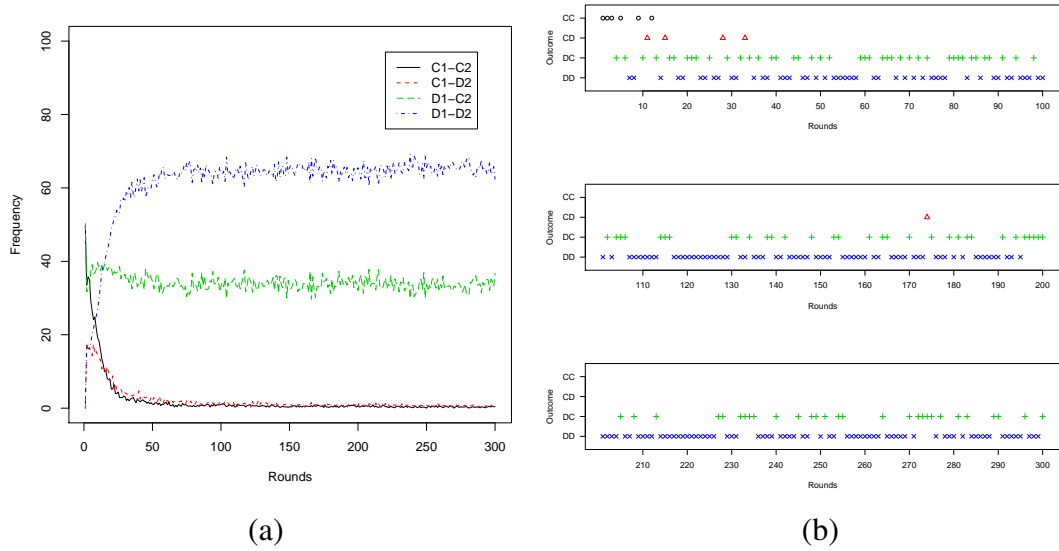 100
80
60
40
20
0
Frequency
C1−C2
C1−D2
D1−C2
D1−D2
0 50 100 150 200 250 300
Rounds
(a)
CC
CD
DC
DD
Outcome
10 20 30 40 50 60 70 80 90 100
Rounds
CC
CD
DC
DD
Outcome
110 120 130 140 150 160 170 180 190 200
Rounds
CC
CD
DC
DD
Outcome
210 220 230 240 250 260 270 280 290 300
Rounds
(b)